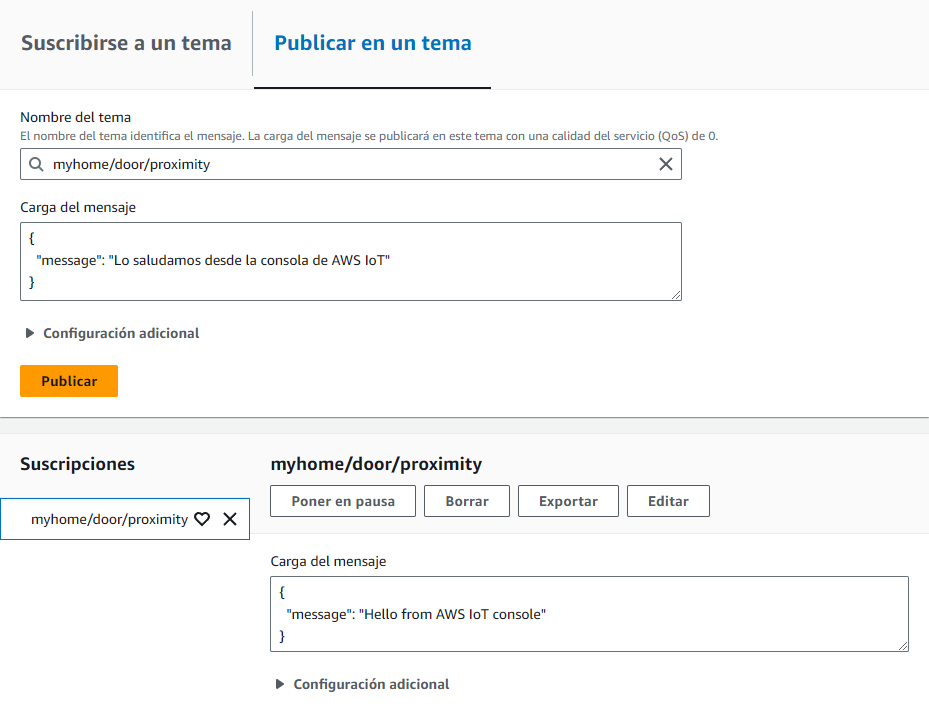 Suscribirse a un tema
Publicar en un tema
Nombre del tema
El nombre del tema identifica el mensaje. La carga del mensaje se publicará en este tema con una calidad del servicio (QoS) de 0.
myhome/door/proximity
Carga del mensaje
{
"message": "Lo saludamos desde la consola de AWS IoT"
}
Configuración adicional
Publicar
Suscripciones
myhome/door/proximity
myhome/door/proximity
Poner en pausa
Borrar
Exportar
Editar
Carga del mensaje
{
"message": "Hello from AWS IoT console"
}
Configuración adicional